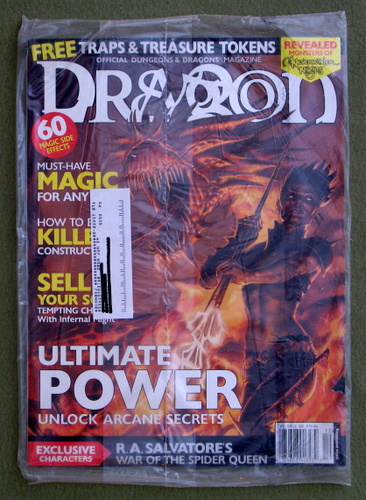 FREE TRAPS & TREASURE TOKENS
OFFICIAL DUNGEONS & DRAGONS MAGAZINE
REVEALED
MONSTERS OF
DRAGON
60
MAGIC SIDE
EFFECTS
MUST-HAVE
MAGIC
FOR ANY
HOW TO
KILLE
CONSTRUC
SELL
YOUR S
TEMPTING CH
With Infernal Might
ULTIMATE
POWER
UNLOCK ARCANE SECRETS
EXCLUSIVE
CHARACTERS
R. A. SALVATORE'S
WAR OF THE SPIDER QUEEN